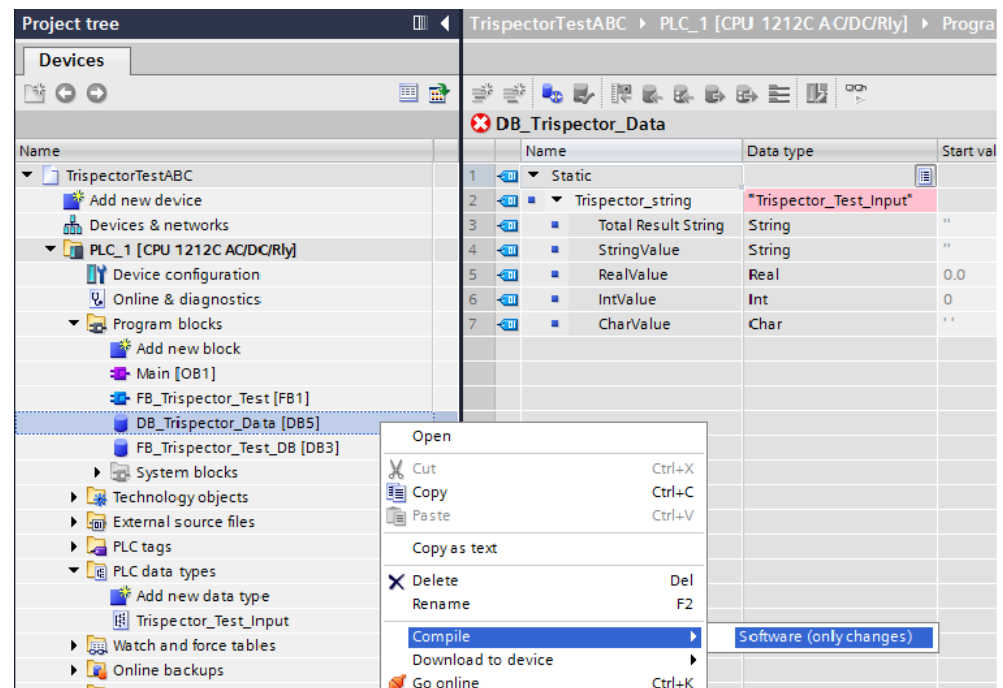 Project tree
TrispectorTestABC ▸ PLC_1 [CPU 1212C AC/DC/Rly] ▸ Progra
Devices
DB_Trispector_Data
Name
Name Data type Start val
TrispectorTestABC
1 Static
Add new device
2 Trispector_string "Trispector_Test_Input"
Devices & networks
3 Total Result String String ''
PLC_1 [CPU 1212C AC/DC/Rly]
4 StringValue String ''
Device configuration
5 RealValue Real 0.0
Online & diagnostics
6 IntValue Int 0
Program blocks
7 CharValue Char ' '
Add new block
Main [OB1]
FB_Trispector_Test [FB1]
DB_Trispector_Data [DB5]
FB_Trispector_Test_DB [DB3]
System blocks
Technology objects
External source files
PLC tags
PLC data types
Add new data type
Trispector_Test_Input
Watch and force tables
Online backups
Open
Cut Ctrl+X
Copy Ctrl+C
Paste Ctrl+V
Copy as text
Delete Del
Rename F2
Compile
Software (only changes)
Download to device
Go online Ctrl+K